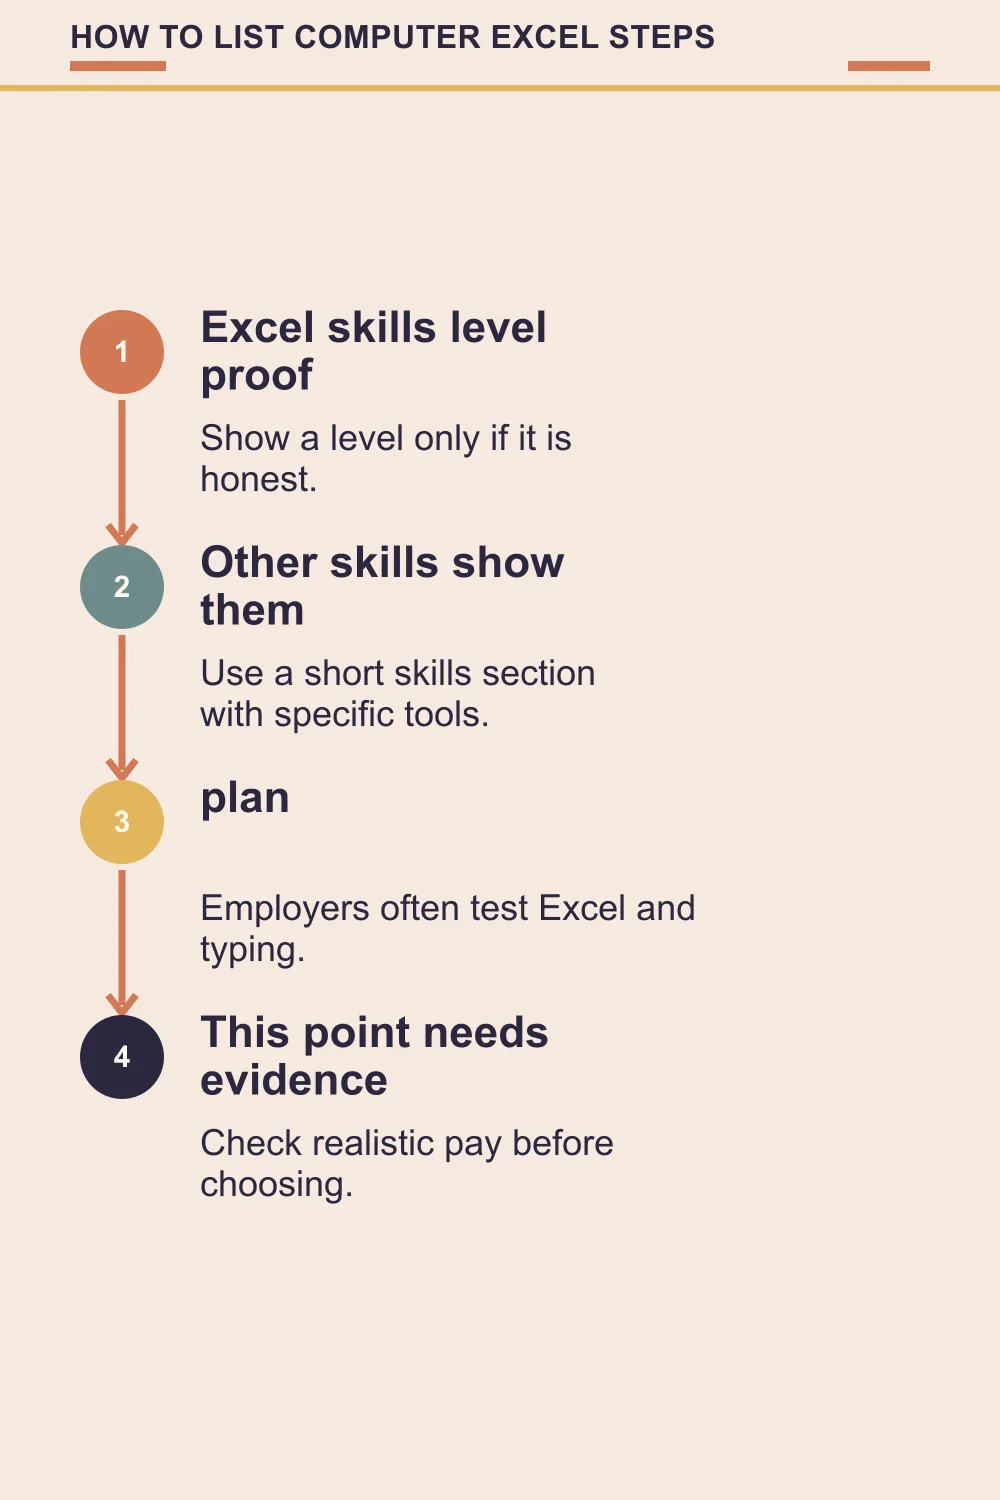 HOW TO LIST COMPUTER EXCEL STEPS
1
Excel skills level
proof
Show a level only if it is
honest.
2
Other skills show
them
Use a short skills section
with specific tools.
3
plan
Employers often test Excel and
typing.
4
This point needs
evidence
Check realistic pay before
choosing.